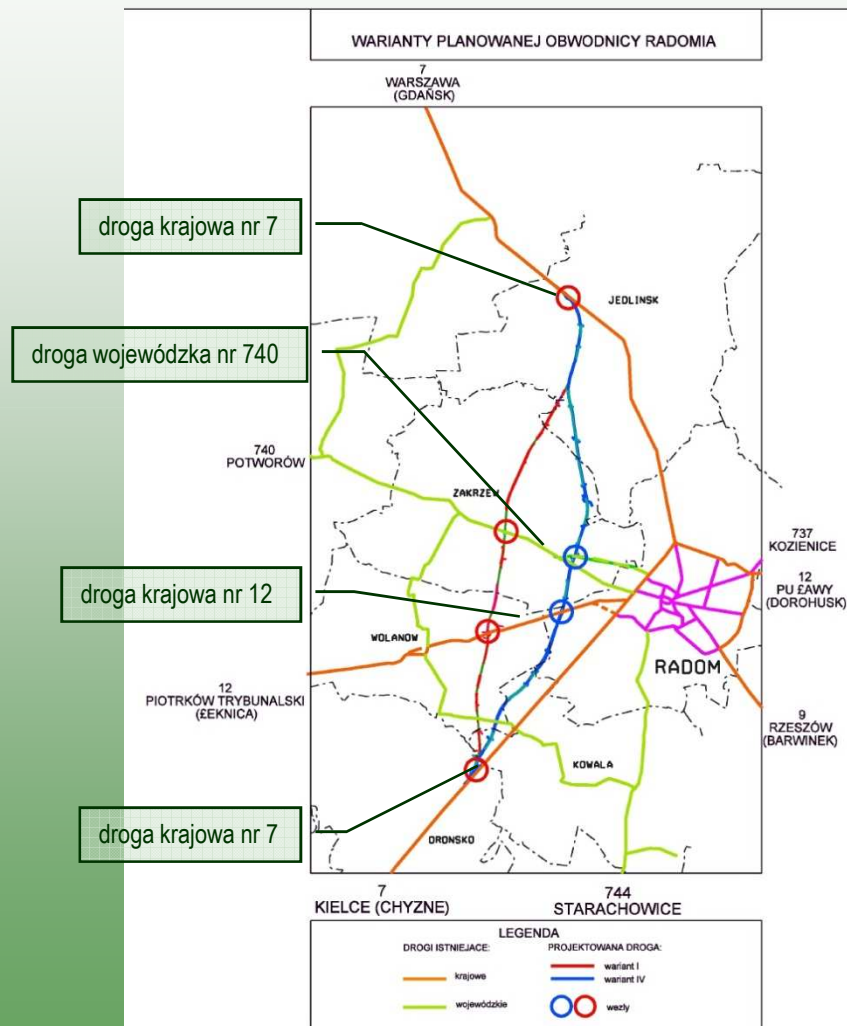 WARIANTY PLANOWANEJ OBWODNICY RADOMIA
7
WARSZAWA
(GDAŃSK)
droga krajowa nr 7
JEDLINSK
droga wojewódzka nr 740
740
POTWORÓW
ZAKRZEW
737
KOZIENICE
12
PU ŁAWY
(DOROHUSK)
droga krajowa nr 12
WOLANOW
RADOM
12
PIOTRKÓW TRYBUNALSKI
(£EKNICA)
9
RZESZÓW
(BARWINEK)
KOWALA
droga krajowa nr 7
ORONSKO
7
KIELCE (CHYZNE)
744
STARACHOWICE
LEGENDA
DROGI ISTNIEJACE:
PROJEKTOWANA DROGA:
krajowe
wariant I
wariant IV
wojewódzkie
wezly